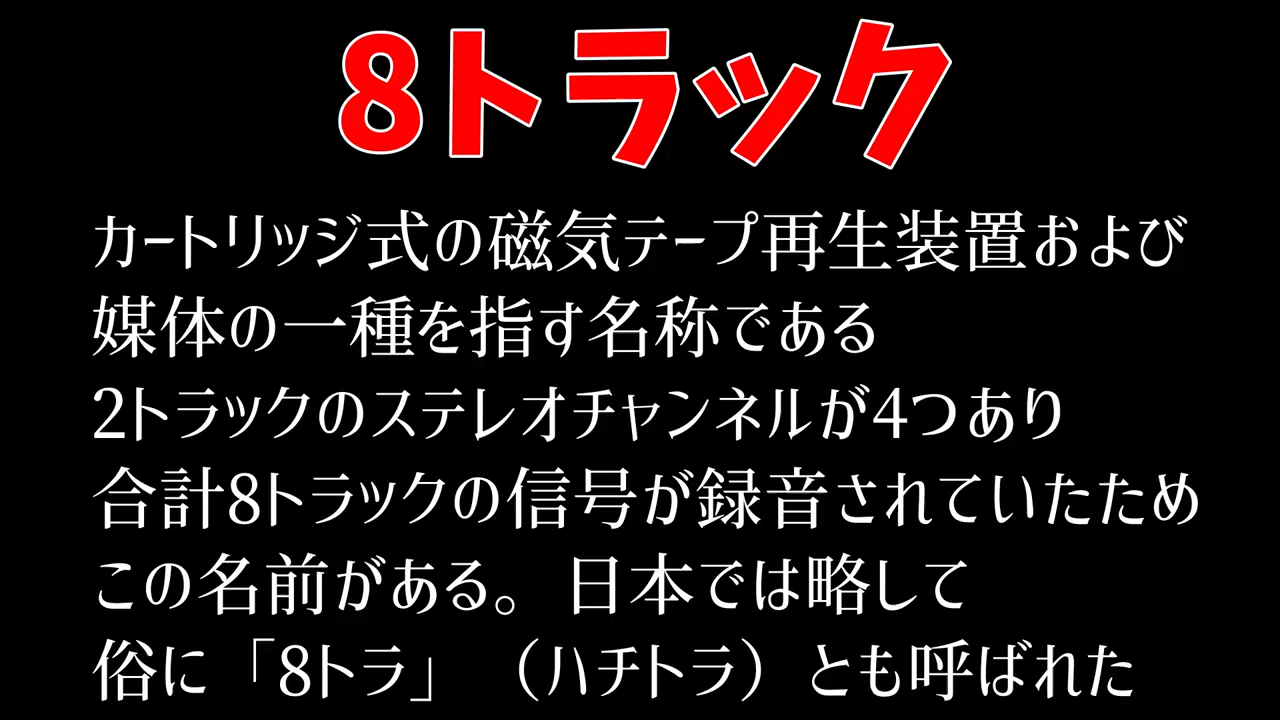 8トラック
カートリッジ式の磁気テープ再生装置および
媒体の一種を指す名称である
2トラックのステレオチャンネルが4つあり
合計8トラックの信号が録音されていたため
この名前がある。日本では略して
俗に「8トラ」（ハチトラ）とも呼ばれた